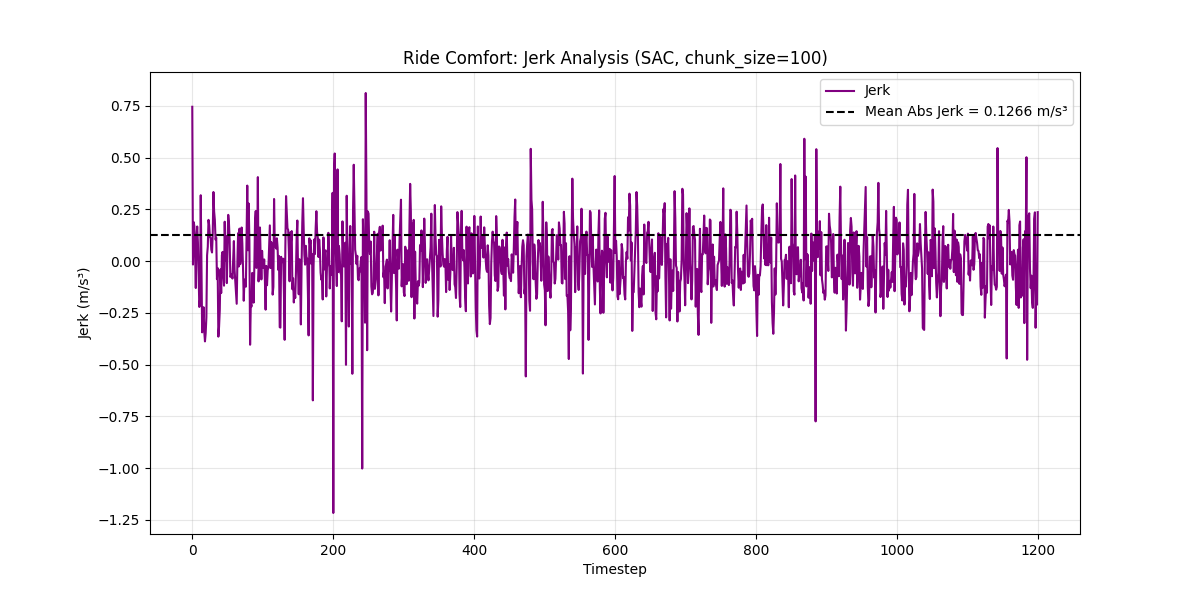 Ride Comfort: Jerk Analysis (SAC, chunk_size=100)
Jerk
Mean Abs Jerk = 0.1266 m/s³
Jerk (m/s³)
0.75
0.50
0.25
0.00
−0.25
−0.50
−0.75
−1.00
−1.25
0 200 400 600 800 1000 1200
Timestep